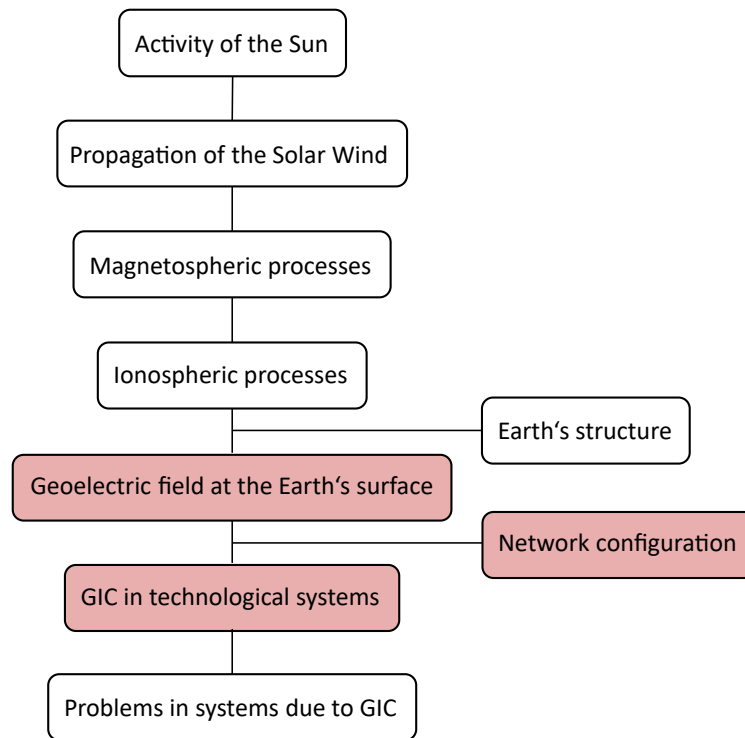 Activity of the Sun
Propagation of the Solar Wind
Magnetospheric processes
Ionospheric processes
Earth‘s structure
Geoelectric field at the Earth‘s surface
Network configuration
GIC in technological systems
Problems in systems due to GIC